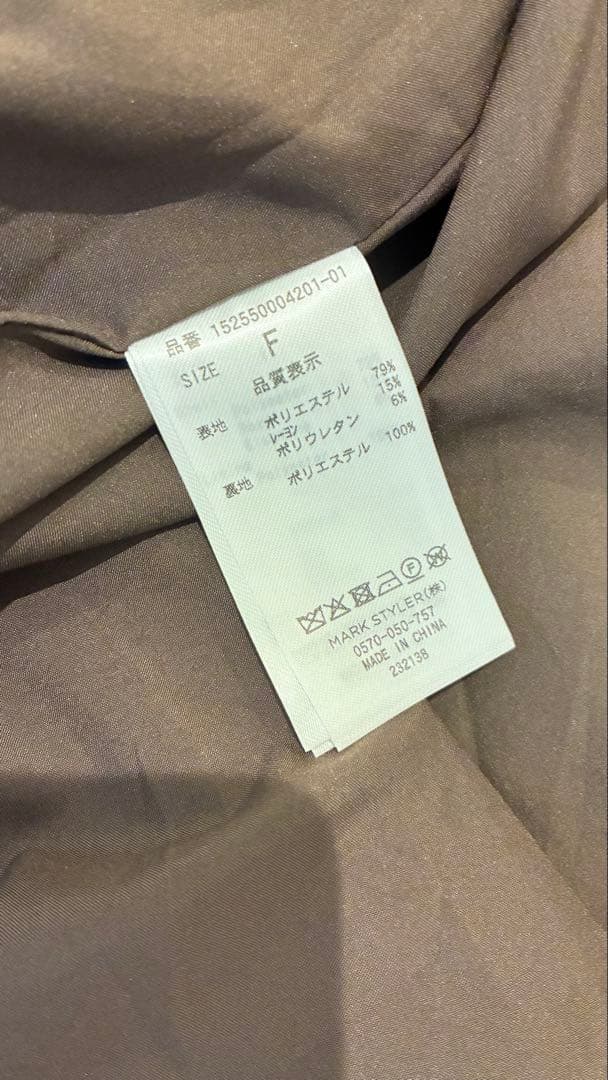 品番 152550004201-01
SIZE F
品質表示
表地 ポリエステル 79%
レーヨン 15%
ポリウレタン 6%
裏地 ポリエステル 100%
F W
MARK STYLER(株)
0570-050-757
MADE IN CHINA
232138